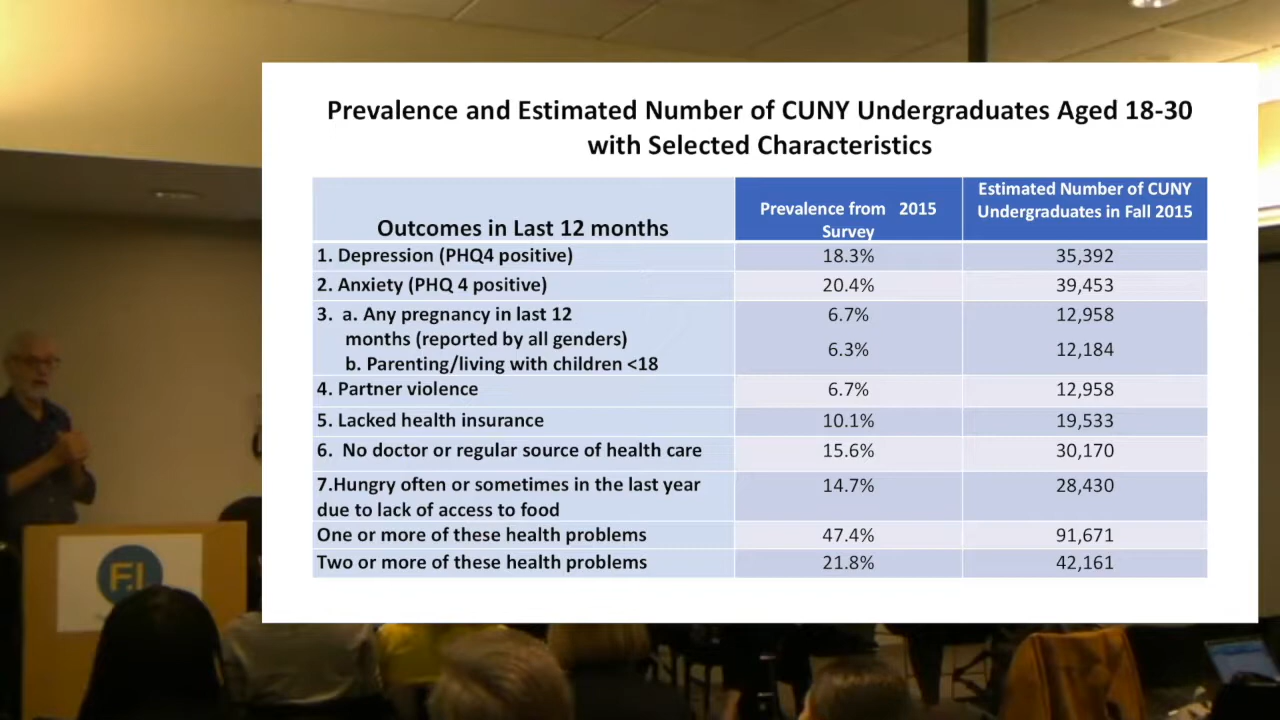 Prevalence and Estimated Number of CUNY Undergraduates Aged 18-30
with Selected Characteristics
Outcomes in Last 12 months
Prevalence from 2015
Survey
Estimated Number of CUNY
Undergraduates in Fall 2015
1. Depression (PHQ4 positive) 18.3% 35,392
2. Anxiety (PHQ 4 positive) 20.4% 39,453
3. a. Any pregnancy in last 12 6.7% 12,958
months (reported by all genders)
b. Parenting/living with children <18 6.3% 12,184
4. Partner violence 6.7% 12,958
5. Lacked health insurance 10.1% 19,533
6. No doctor or regular source of health care 15.6% 30,170
7.Hungry often or sometimes in the last year 14.7% 28,430
due to lack of access to food
One or more of these health problems 47.4% 91,671
Two or more of these health problems 21.8% 42,161
FJ